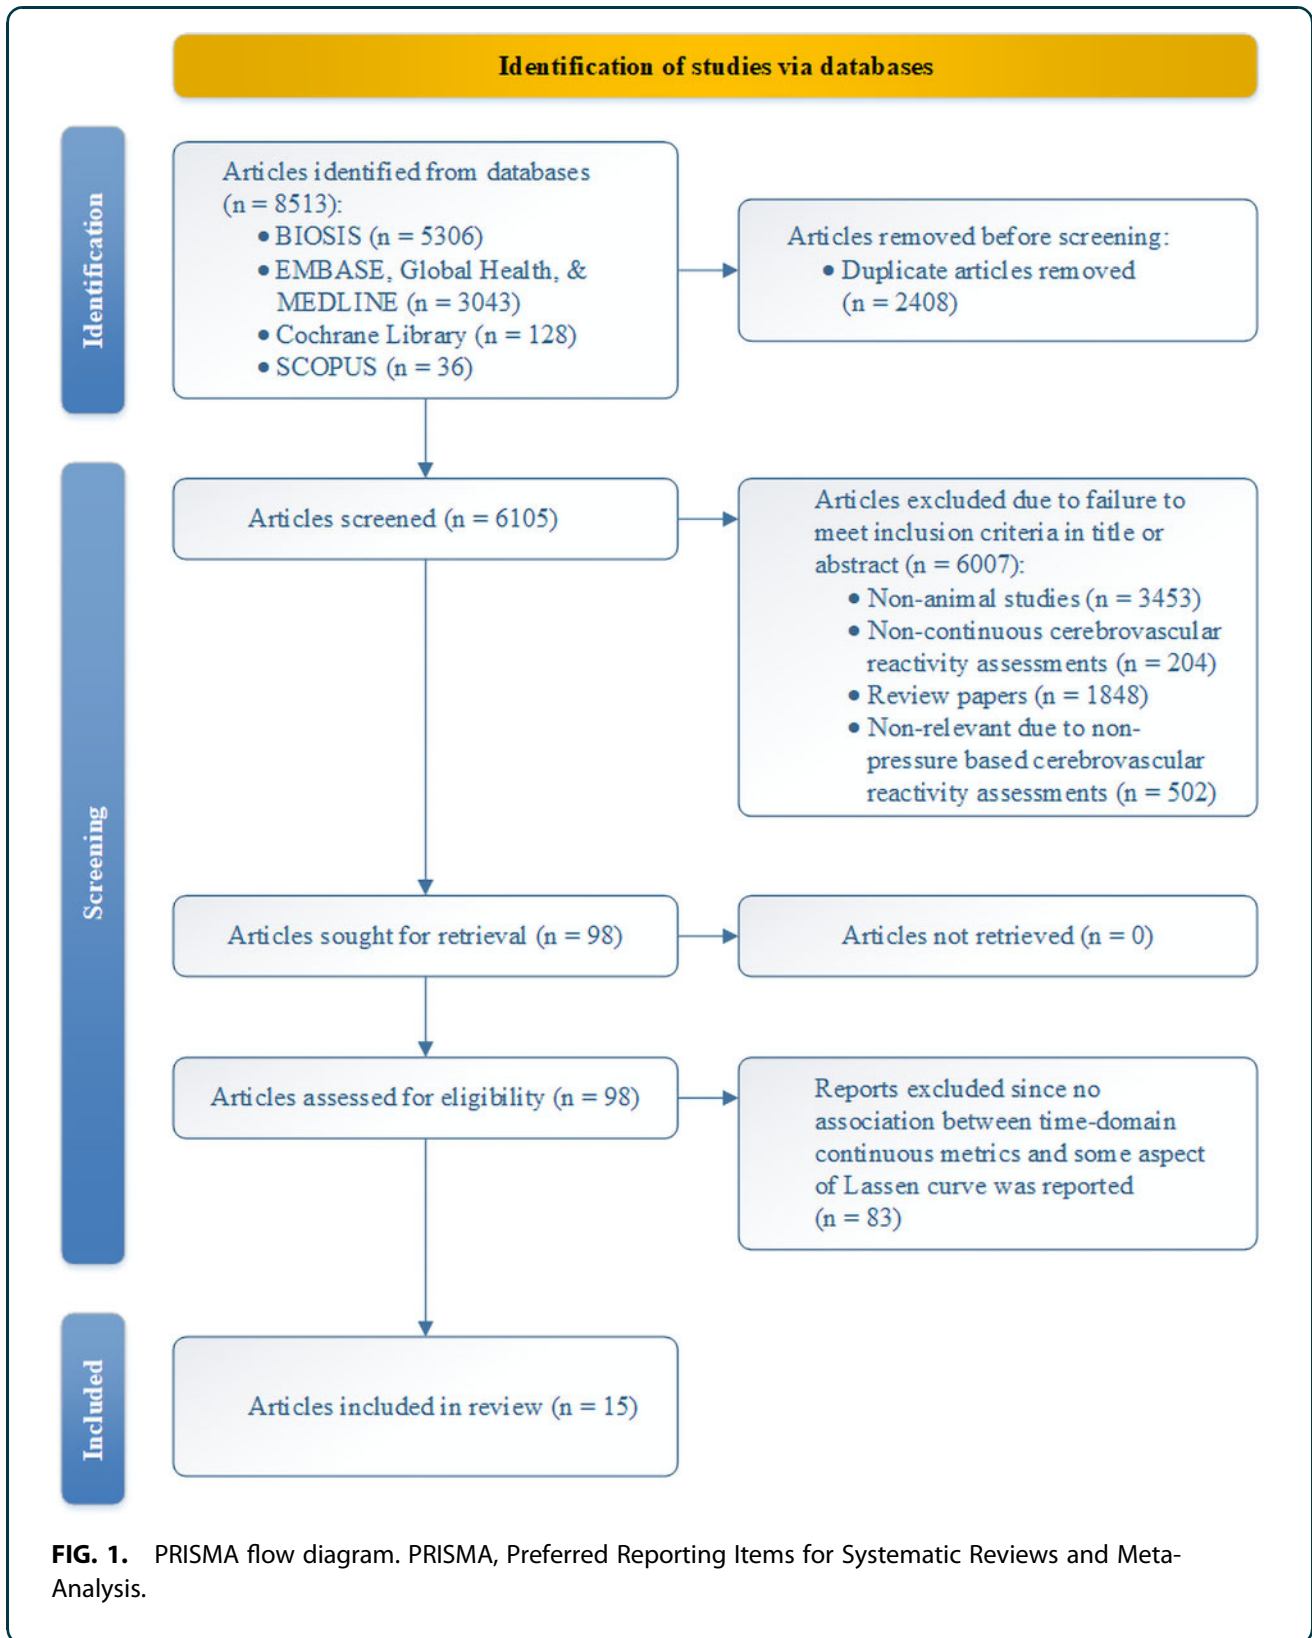 Identification of studies via databases
Identification
Articles identified from databases
(n = 8513):
• BIOSIS (n = 5306)
• EMBASE, Global Health, &
MEDLINE (n = 3043)
• Cochrane Library (n = 128)
• SCOPUS (n = 36)
Articles removed before screening:
• Duplicate articles removed
(n = 2408)
Screening
Articles screened (n = 6105)
Articles excluded due to failure to
meet inclusion criteria in title or
abstract (n = 6007):
• Non-animal studies (n = 3453)
• Non-continuous cerebrovascular
reactivity assessments (n = 204)
• Review papers (n = 1848)
• Non-relevant due to non-
pressure based cerebrovascular
reactivity assessments (n = 502)
Articles sought for retrieval (n = 98)
Articles not retrieved (n = 0)
Articles assessed for eligibility (n = 98)
Reports excluded since no
association between time-domain
continuous metrics and some aspect
of Lassen curve was reported
(n = 83)
Included
Articles included in review (n = 15)
FIG. 1. PRISMA flow diagram. PRISMA, Preferred Reporting Items for Systematic Reviews and Meta-
Analysis.